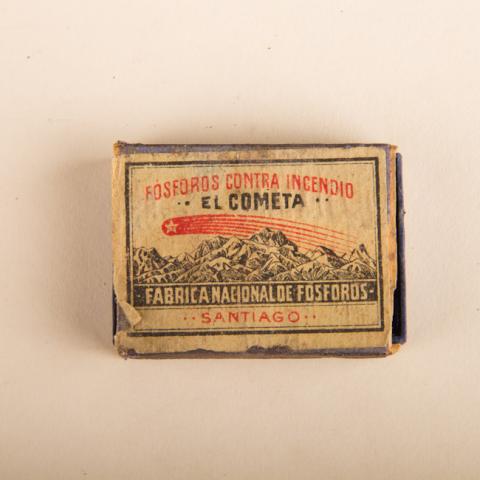 FOSFOROS CONTRA INCENDIO
·· EL COMETA ··
· FABRICA NACIONAL DE FOSFOROS ·
·· SANTIAGO ··